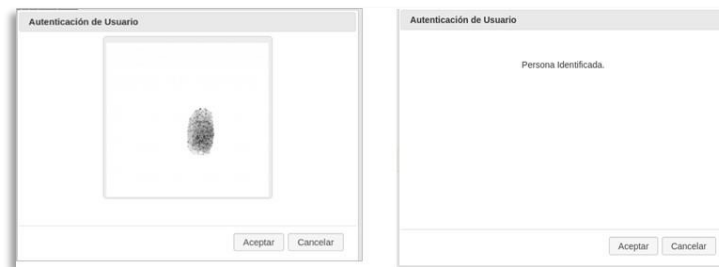 Autenticación de Usuario
Aceptar Cancelar
Autenticación de Usuario
Persona Identificada.
Aceptar Cancelar